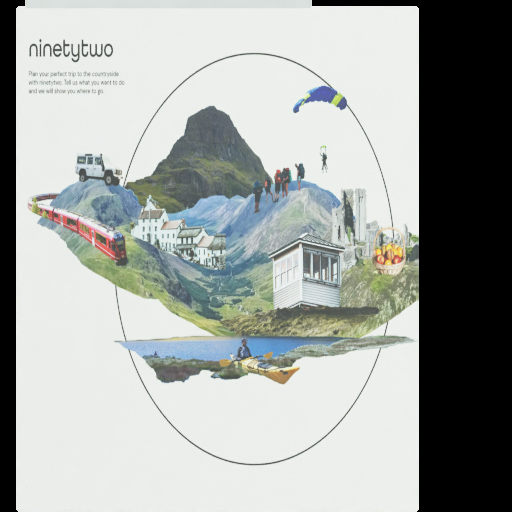 ninetytwo
Plan your perfect trip to the countryside
with ninetytwo. Tell us what you want to do
and we will show you where to go.